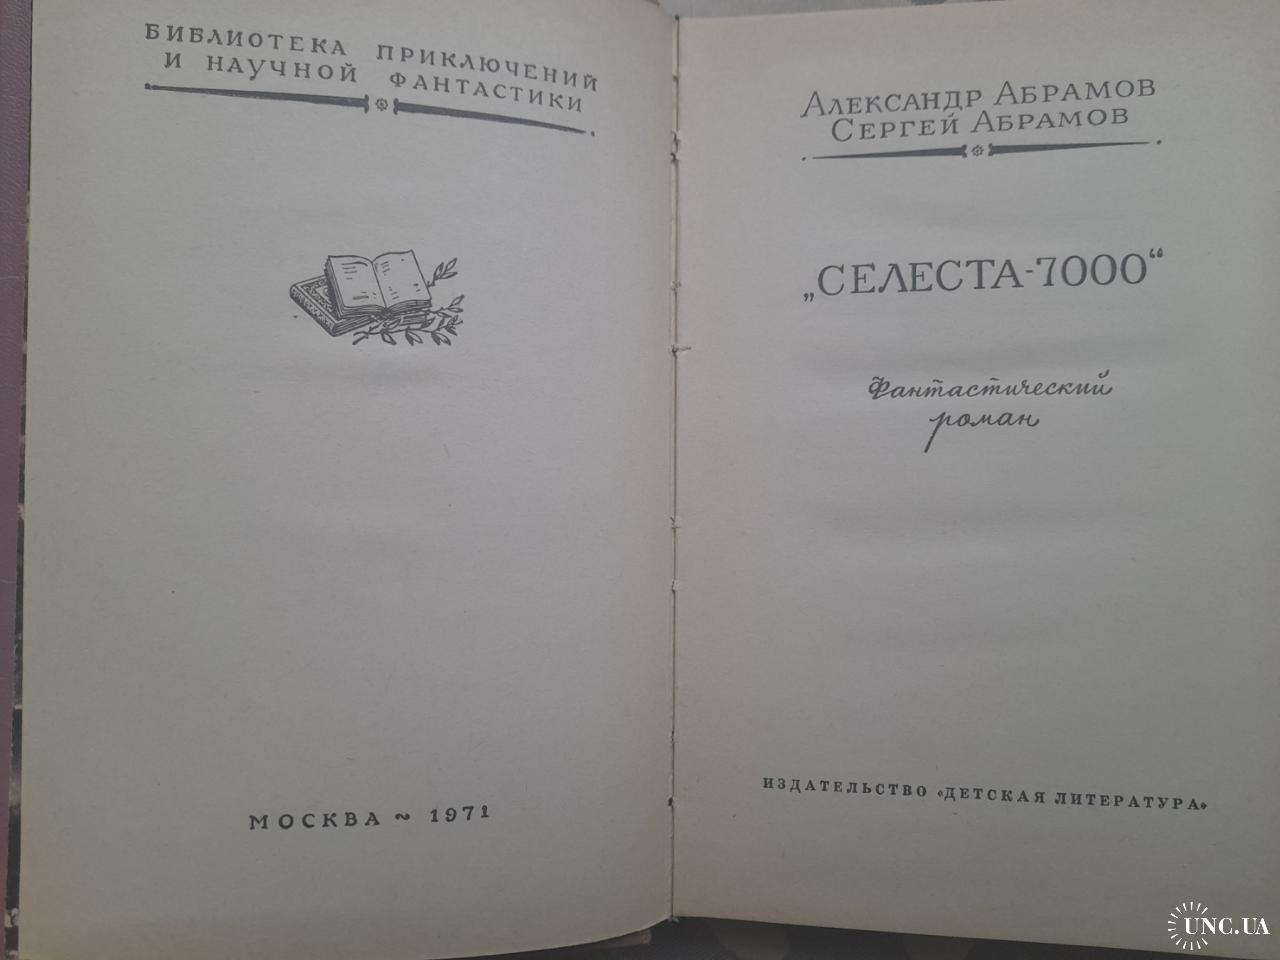 БИБЛИОТЕКА ПРИКЛЮЧЕНИЙ
И НАУЧНОЙ ФАНТАСТИКИ
МОСКВА ~ 1971
АЛЕКСАНДР АБРАМОВ
СЕРГЕЙ АБРАМОВ
„СЕЛЕСТА-7000“
Фантастический
роман
ИЗДАТЕЛЬСТВО «ДЕТСКАЯ ЛИТЕРАТУРА»
UNC.UA